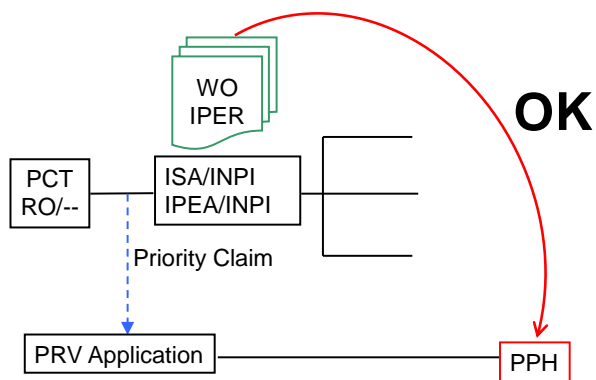 WO
IPER
OK
PCT
RO/--
ISA/INPI
IPEA/INPI
Priority Claim
PRV Application
PPH